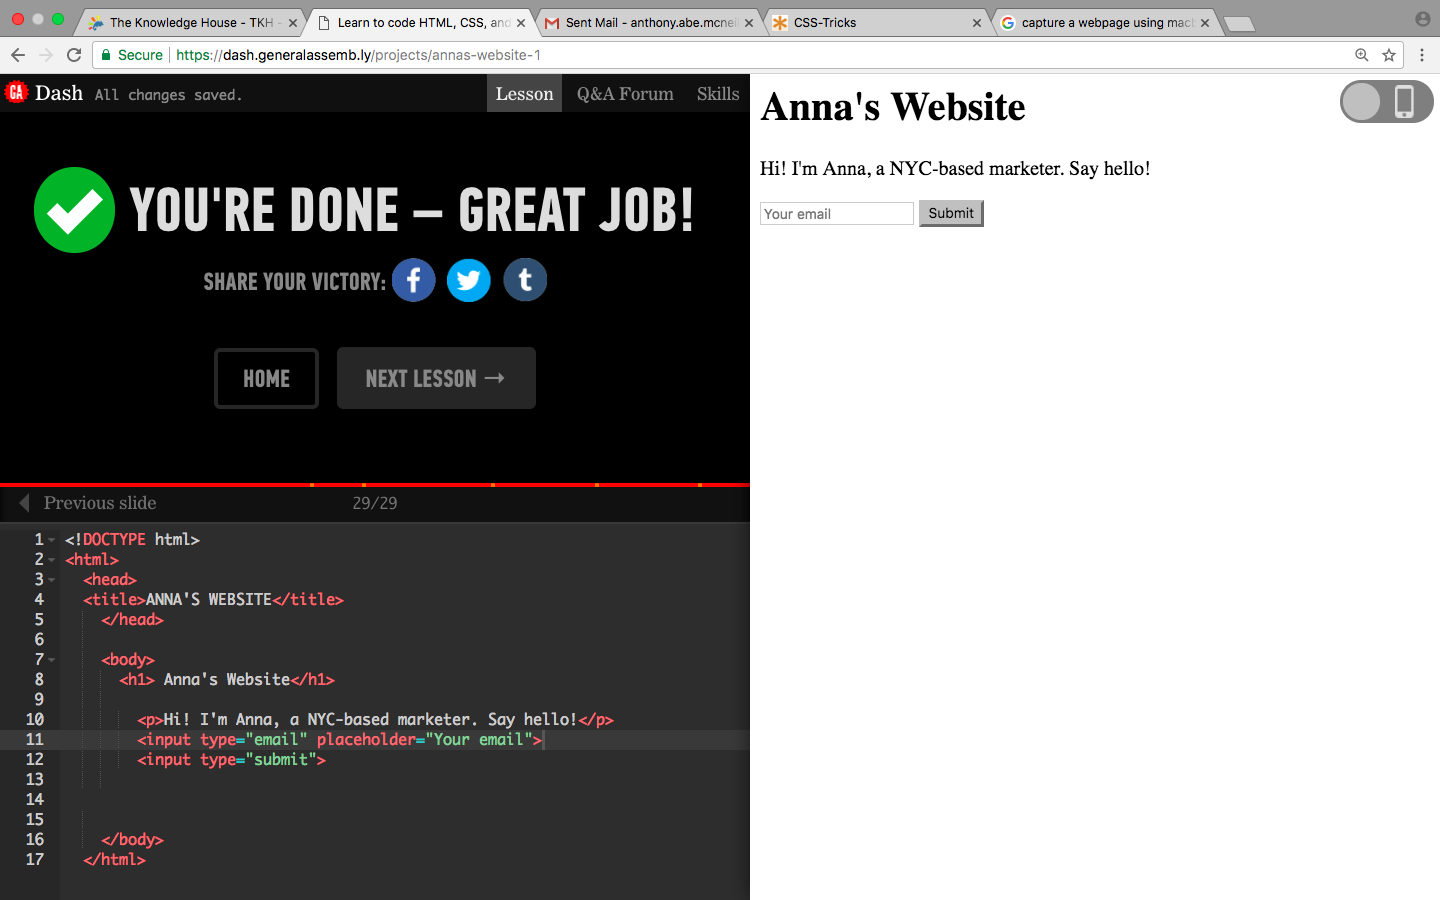 The Knowledge House - TKH -
Learn to code HTML, CSS, and
Sent Mail - anthony.abe.mcnei
CSS-Tricks
capture a webpage using mac
Secure
https://dash.generalassemb.ly/projects/annas-website-1
GA
Dash
All changes saved.
Lesson
Q&A Forum
Skills
YOU'RE DONE – GREAT JOB!
SHARE YOUR VICTORY:
f
t
HOME
NEXT LESSON →
Previous slide
29/29
1 <!DOCTYPE html>
2 <html>
3 <head>
4 <title>ANNA'S WEBSITE</title>
5 </head>
6
7 <body>
8 <h1> Anna's Website</h1>
9
10 <p>Hi! I'm Anna, a NYC-based marketer. Say hello!</p>
11 <input type="email" placeholder="Your email">
12 <input type="submit">
13
14
15
16 </body>
17 </html>
Anna's Website
Hi! I'm Anna, a NYC-based marketer. Say hello!
Your email
Submit